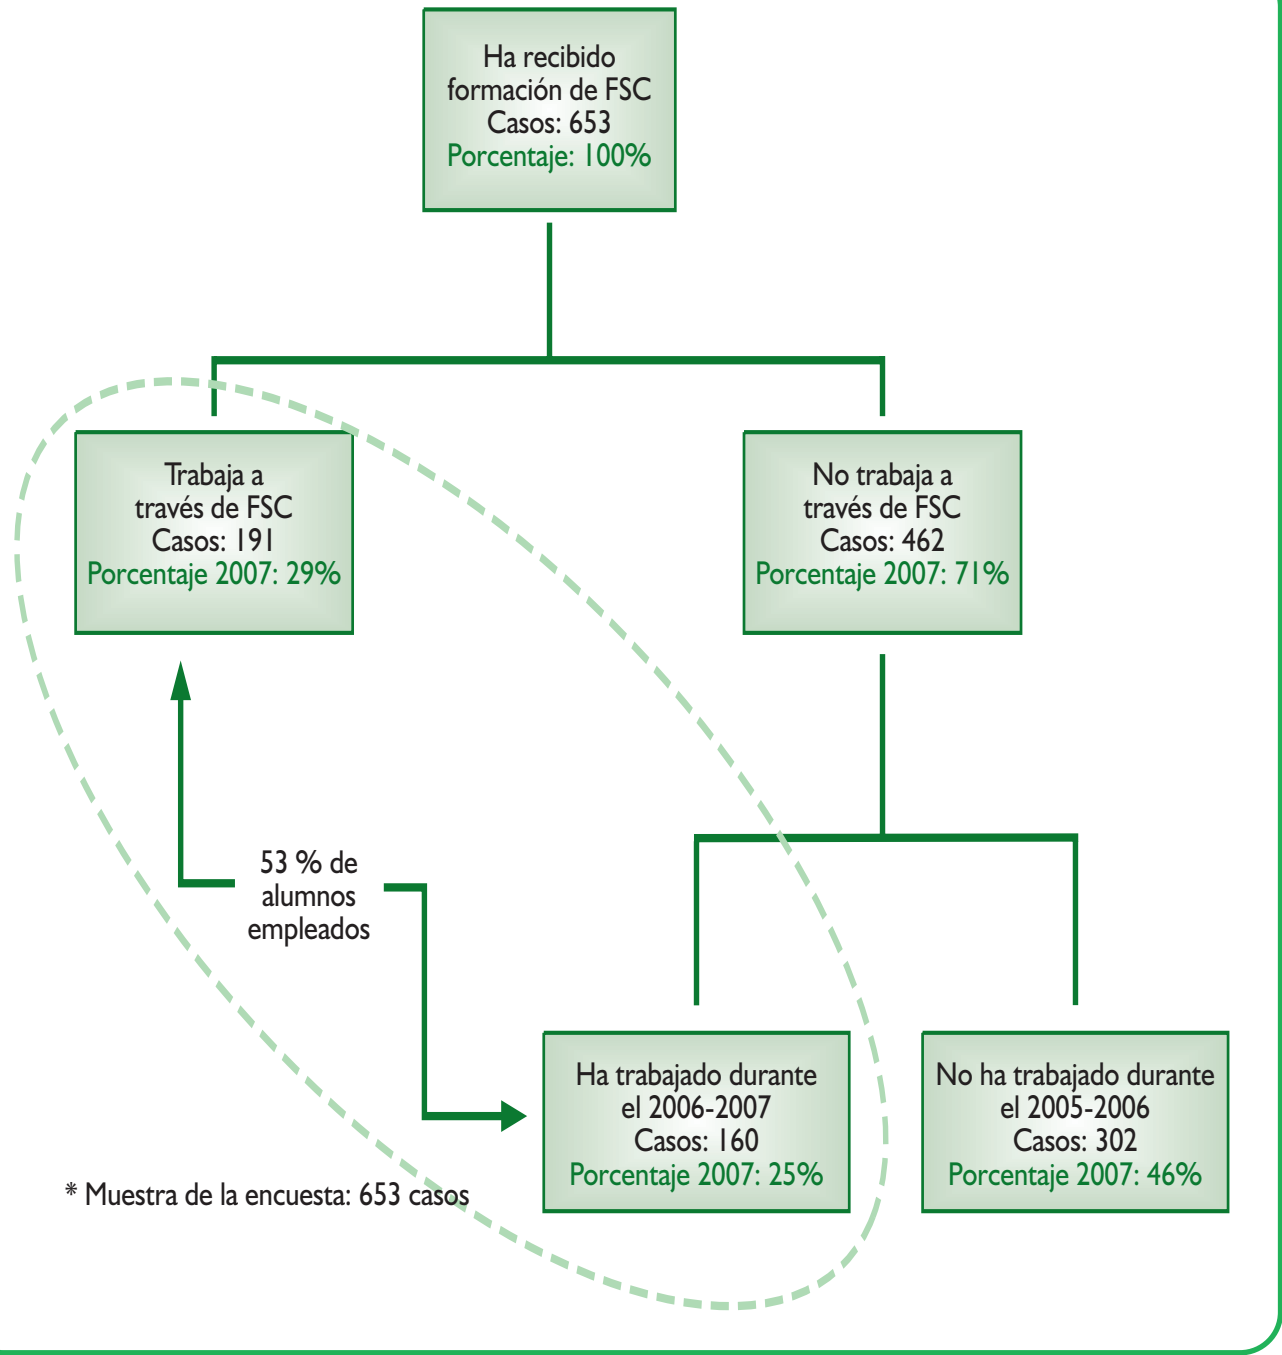 Ha recibido
formación de FSC
Casos: 653
Porcentaje: 100%
Trabaja a
través de FSC
Casos: 191
Porcentaje 2007: 29%
No trabaja a
través de FSC
Casos: 462
Porcentaje 2007: 71%
53 % de
alumnos
empleados
Ha trabajado durante
el 2006-2007
Casos: 160
Porcentaje 2007: 25%
No ha trabajado durante
el 2005-2006
Casos: 302
Porcentaje 2007: 46%
* Muestra de la encuesta: 653 casos